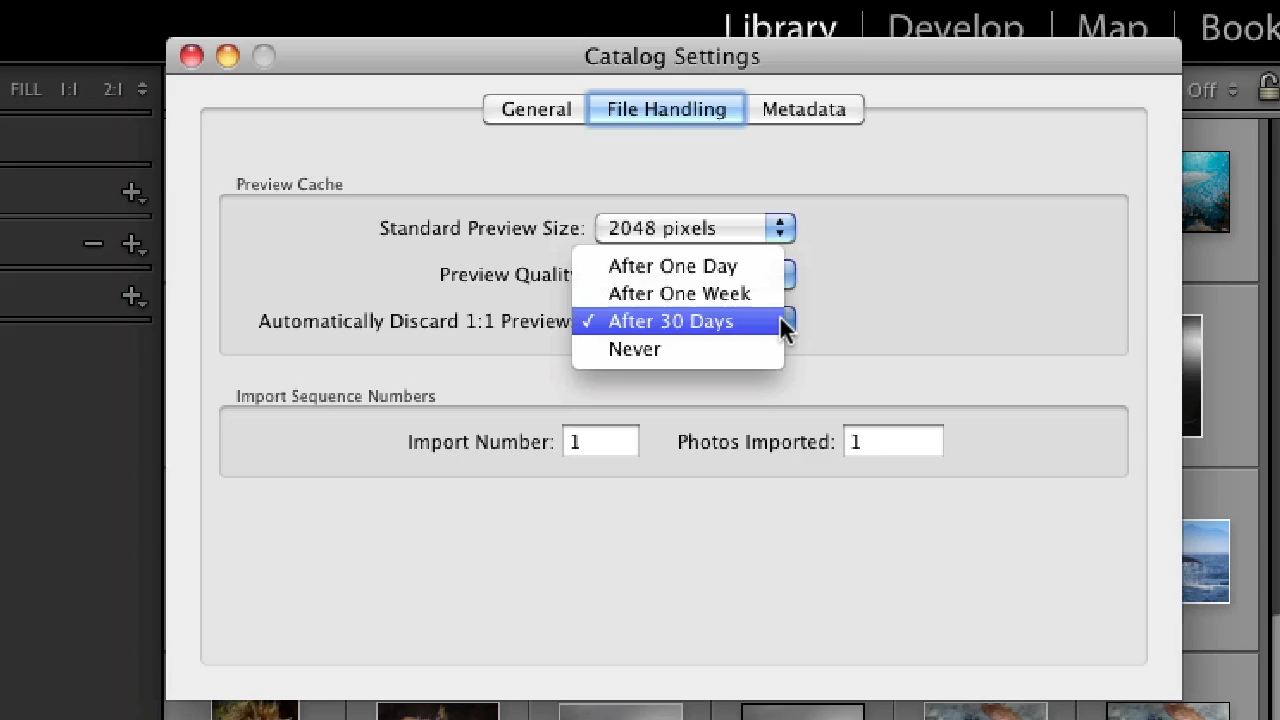 Library | Develop | Map | Book
Catalog Settings
FILL 1:1 2:1
Off
General File Handling Metadata
Preview Cache
Standard Preview Size: 2048 pixels
After One Day
Preview Quality
After One Week
Automatically Discard 1:1 Preview
✓ After 30 Days
Never
Import Sequence Numbers
Import Number: 1 Photos Imported: 1